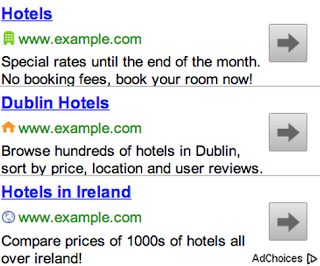 Hotels
www.example.com
Special rates until the end of the month.
No booking fees, book your room now!
Dublin Hotels
www.example.com
Browse hundreds of hotels in Dublin,
sort by price, location and user reviews.
Hotels in Ireland
www.example.com
Compare prices of 1000s of hotels all
over ireland!
AdChoices